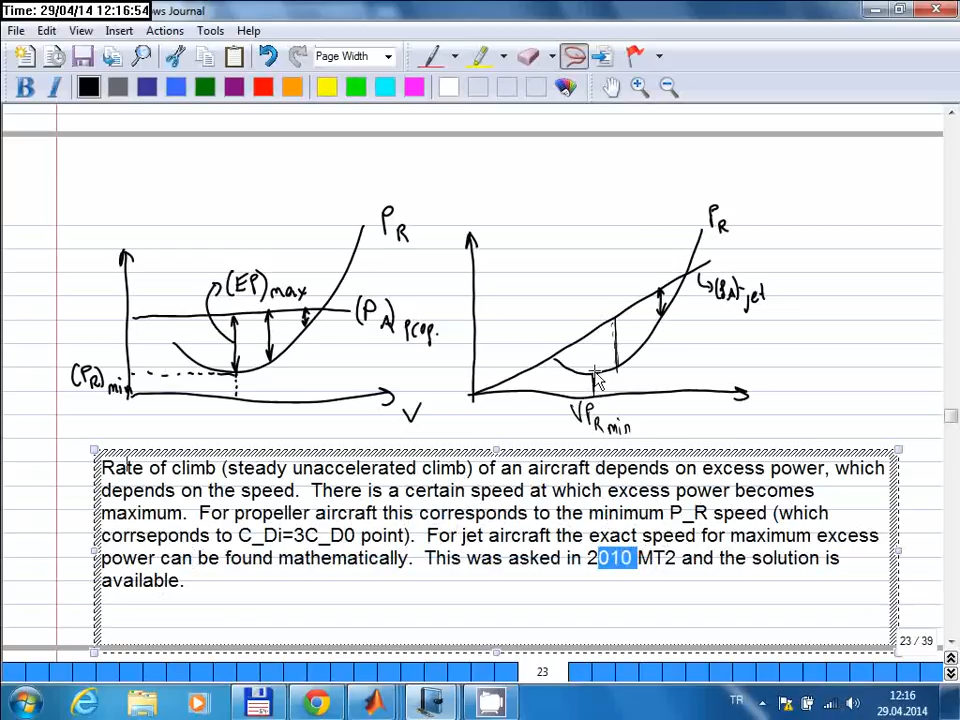 Time: 29/04/14 12:16:54
ows Journal
File Edit View Insert Actions Tools Help
Page Width
B I
P_R
(EP)max
(P_A)prop.
(P_R)min
V
P_R
(P_A)jet
VP_R min
Rate of climb (steady unaccelerated climb) of an aircraft depends on excess power, which
depends on the speed. There is a certain speed at which excess power becomes
maximum. For propeller aircraft this corresponds to the minimum P_R speed (which
corrseponds to C_Di=3C_D0 point). For jet aircraft the exact speed for maximum excess
power can be found mathematically. This was asked in 2010 MT2 and the solution is
available.
23 / 39
23
TR
12:16
29.04.2014